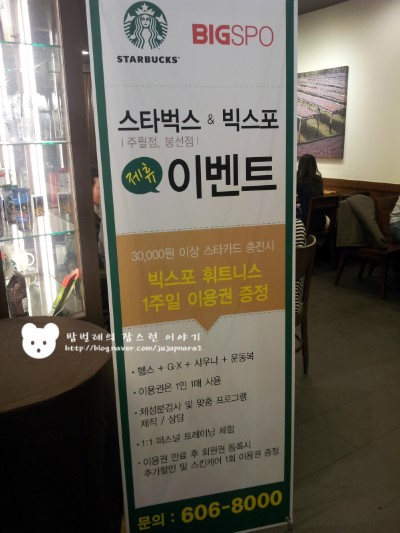 STARBUCKS
BIGSPO
스타벅스 & 빅스포
(주월점, 봉선점)
제휴 이벤트
30,000원 이상 스타카드 충전시
빅스포 휘트니스
1주일 이용권 증정
밤벌레의 잡스런 이야기
http://blog.naver.com/jujupnara2
· 헬스 + G·X + 사우나 + 운동복
· 이용권은 1인 1매 사용
· 체성분검사 및 맞춤 프로그램
제작 / 상담
· 1:1 퍼스널 트레이닝 체험
· 이용권 만료 후 회원권 등록시
추가할인 및 스킨케어 1회 이용권 증정
문의 : 606-8000